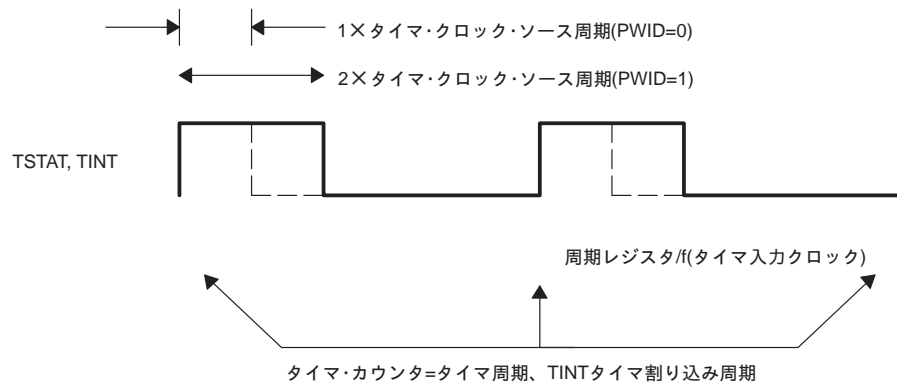 1×タイマ・クロック・ソース周期(PWID=0)
2×タイマ・クロック・ソース周期(PWID=1)
TSTAT, TINT
周期レジスタ/f(タイマ入力クロック)
タイマ・カウンタ=タイマ周期、TINTタイマ割り込み周期